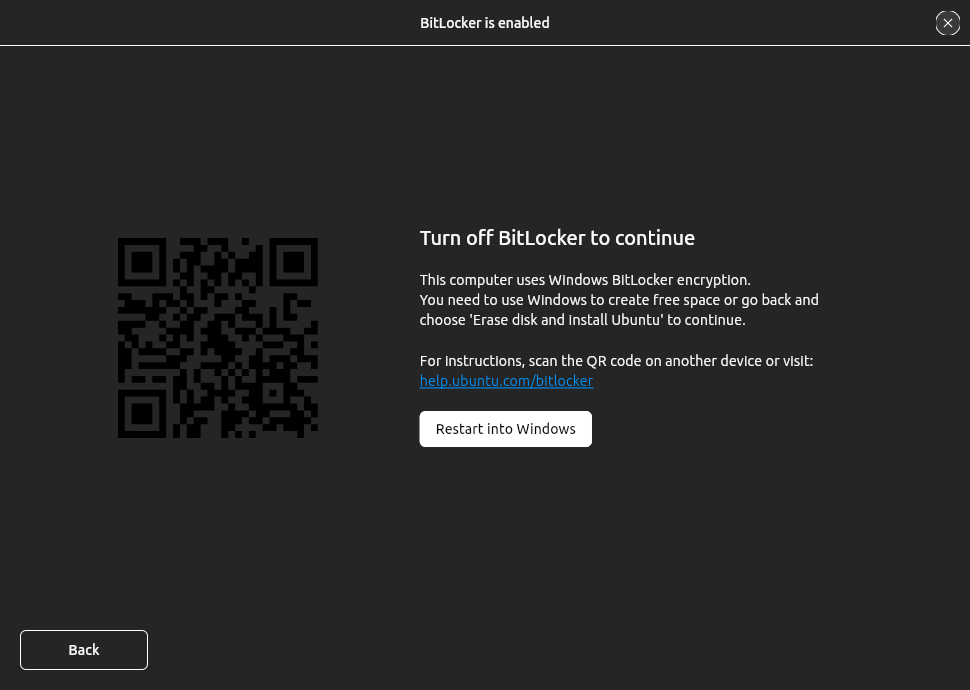 BitLocker is enabled
Turn off BitLocker to continue
This computer uses Windows BitLocker encryption.
You need to use Windows to create free space or go back and
choose 'Erase disk and install Ubuntu' to continue.
For instructions, scan the QR code on another device or visit:
help.ubuntu.com/bitlocker
Restart into Windows
Back